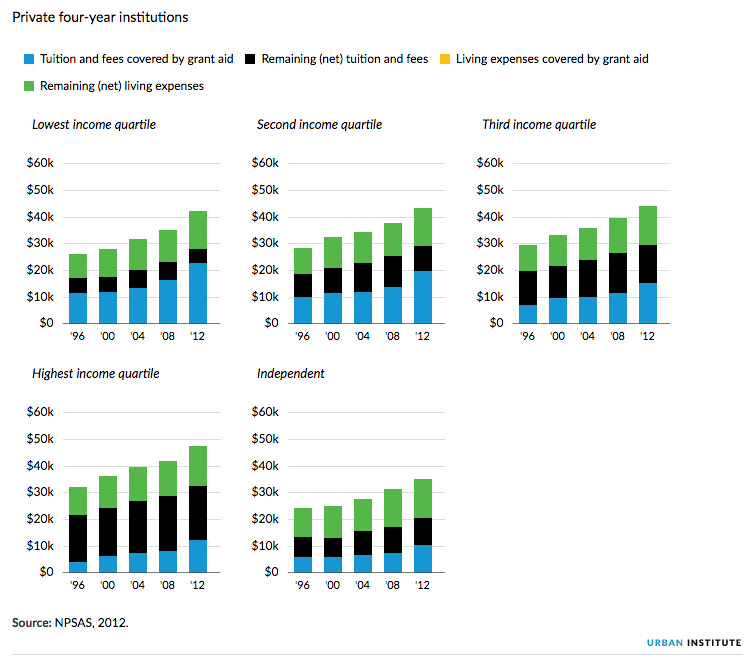 Private four-year institutions
Tuition and fees covered by grant aid Remaining (net) tuition and fees Living expenses covered by grant aid
Remaining (net) living expenses
Lowest income quartile Second income quartile Third income quartile
$60k $60k $60k
$50k $50k $50k
$40k $40k $40k
$30k $30k $30k
$20k $20k $20k
$10k $10k $10k
$0 $0 $0
'96 '00 '04 '08 '12 '96 '00 '04 '08 '12 '96 '00 '04 '08 '12
Highest income quartile Independent
$60k $60k
$50k $50k
$40k $40k
$30k $30k
$20k $20k
$10k $10k
$0 $0
'96 '00 '04 '08 '12 '96 '00 '04 '08 '12
Source: NPSAS, 2012.
URBAN INSTITUTE